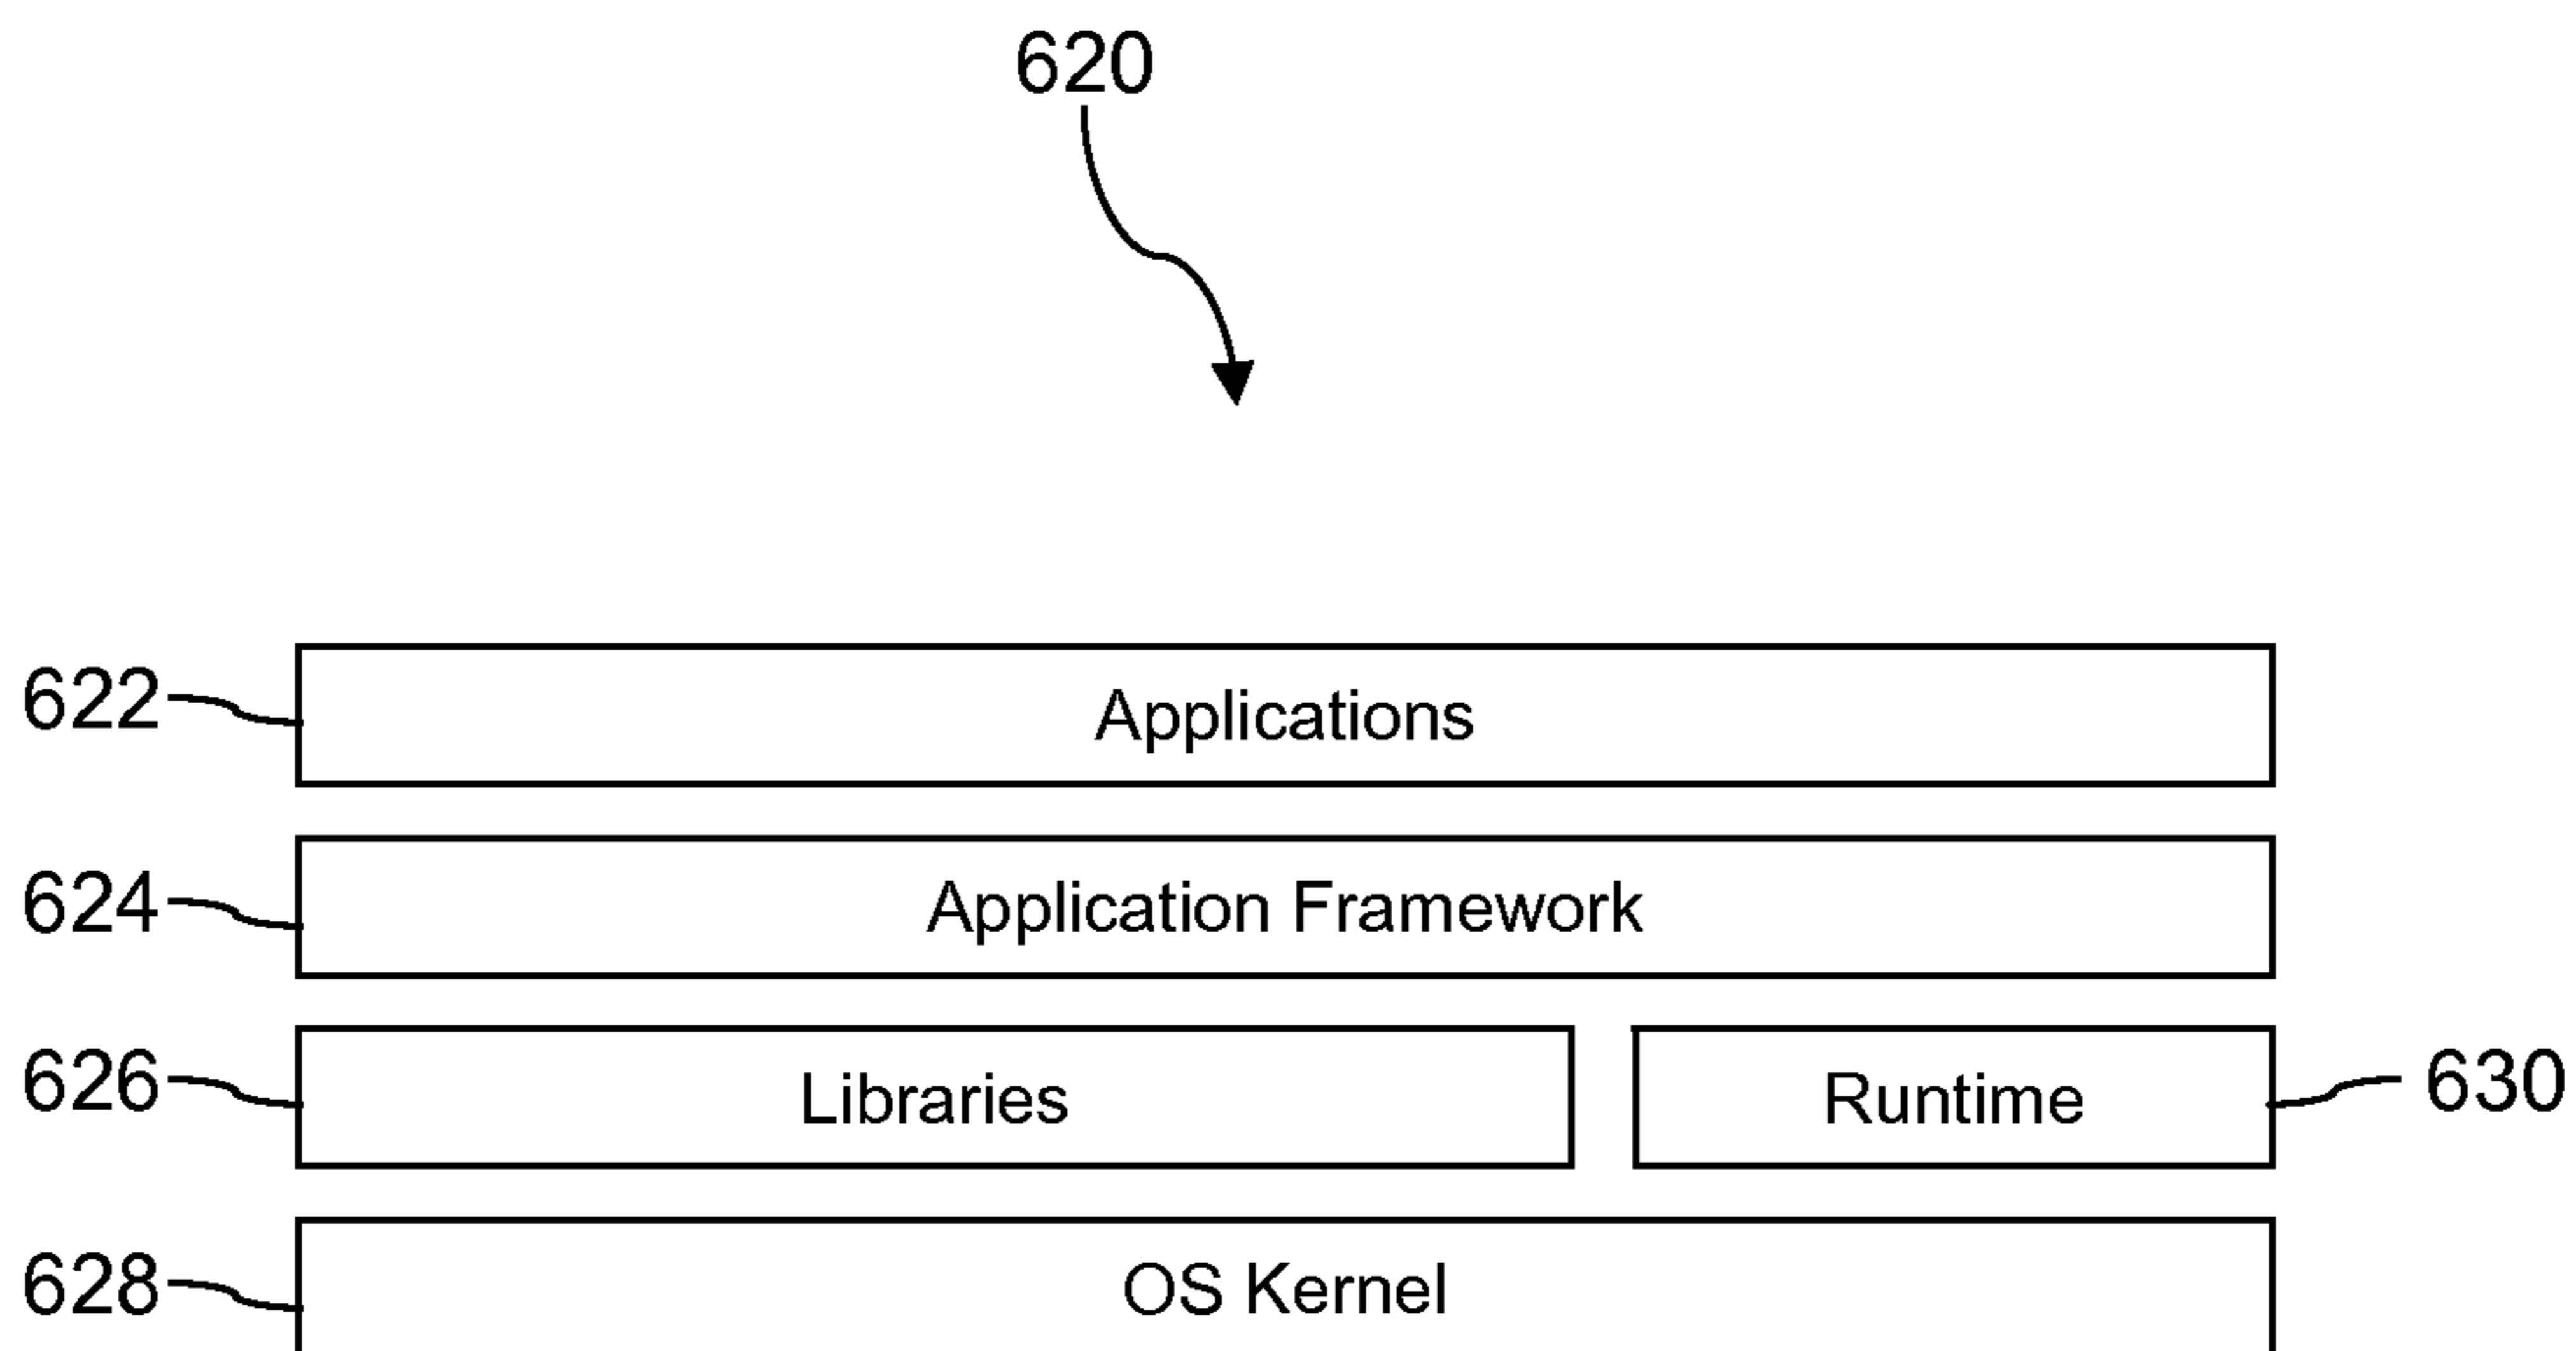 620
622
Applications
624
Application Framework
626
Libraries
Runtime
630
628
OS Kernel